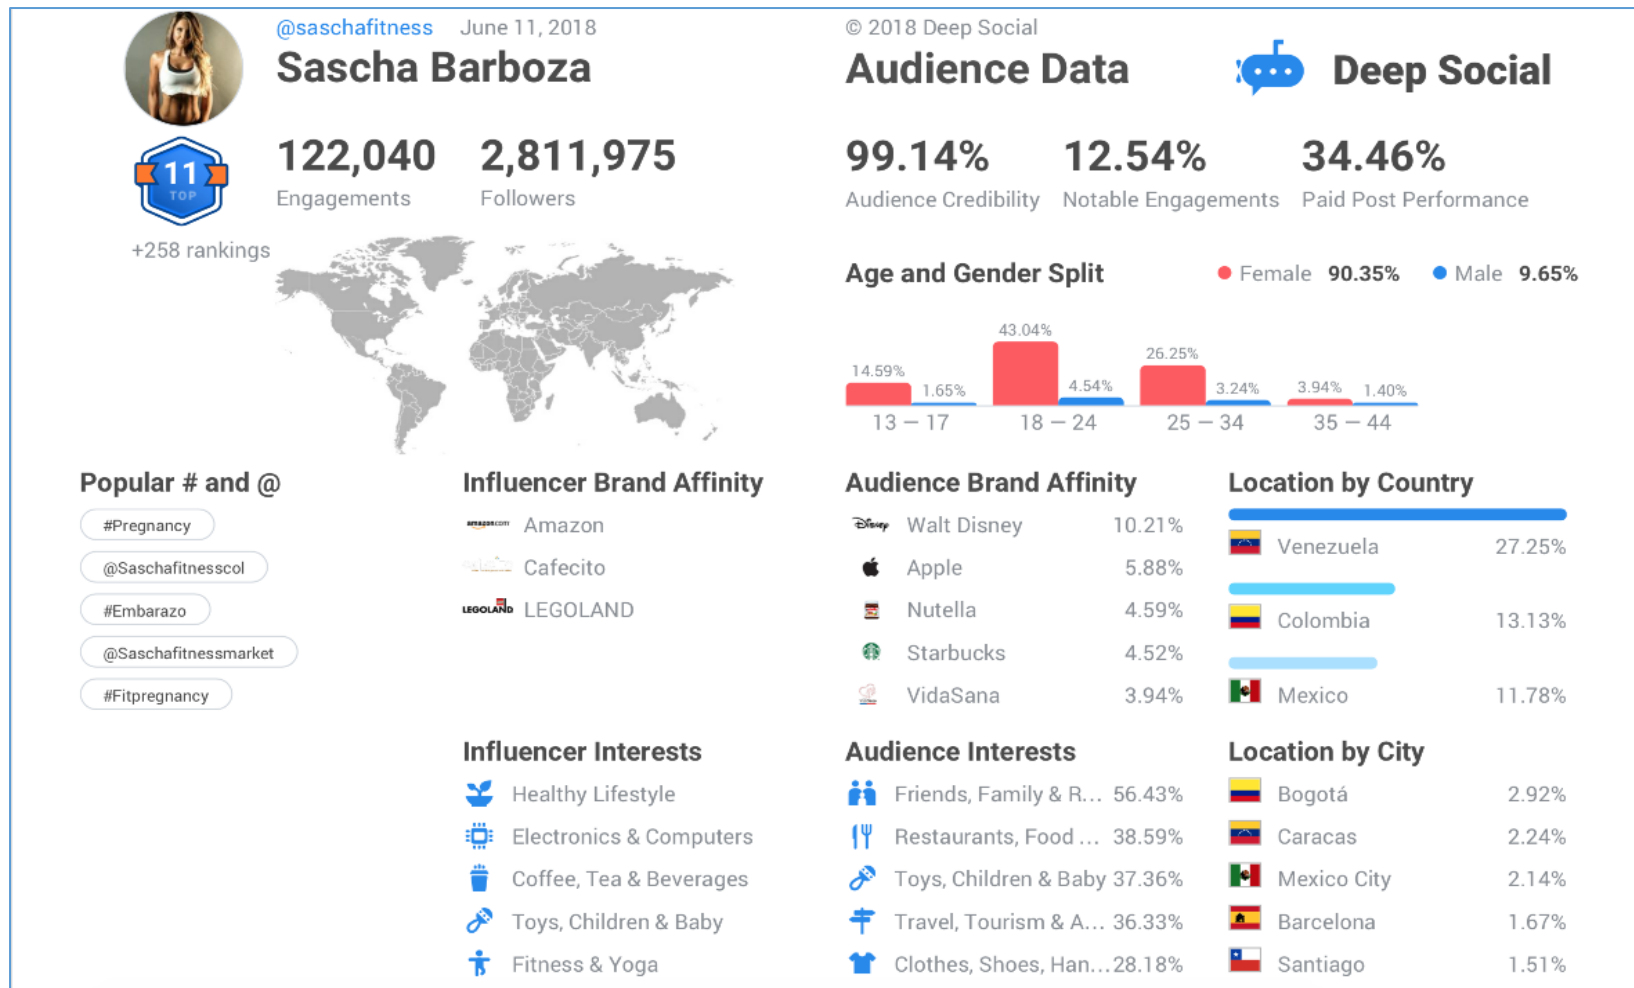 @saschafitness June 11, 2018
Sascha Barboza
11
TOP
+258 rankings
122,040 2,811,975
Engagements Followers
© 2018 Deep Social
Audience Data Deep Social
99.14% 12.54% 34.46%
Audience Credibility Notable Engagements Paid Post Performance
Age and Gender Split Female 90.35% Male 9.65%
14.59% 1.65% 43.04% 4.54% 26.25% 3.24% 3.94% 1.40%
13 – 17 18 – 24 25 – 34 35 – 44
Popular # and @
#Pregnancy
@Saschafitnesscol
#Embarazo
@Saschafitnessmarket
#Fitpregnancy
Influencer Brand Affinity
amazon.com Amazon
Cafecito
LEGOLAND LEGOLAND
Audience Brand Affinity
Disney Walt Disney 10.21%
Apple 5.88%
Nutella 4.59%
Starbucks 4.52%
VidaSana 3.94%
Location by Country
Venezuela 27.25%
Colombia 13.13%
Mexico 11.78%
Influencer Interests
Healthy Lifestyle
Electronics & Computers
Coffee, Tea & Beverages
Toys, Children & Baby
Fitness & Yoga
Audience Interests
Friends, Family & R... 56.43%
Restaurants, Food ... 38.59%
Toys, Children & Baby 37.36%
Travel, Tourism & A... 36.33%
Clothes, Shoes, Han... 28.18%
Location by City
Bogotá 2.92%
Caracas 2.24%
Mexico City 2.14%
Barcelona 1.67%
Santiago 1.51%